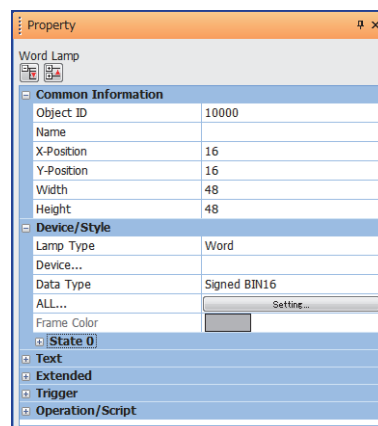 Property
Word Lamp
Common Information
Object ID 10000
Name
X-Position 16
Y-Position 16
Width 48
Height 48
Device/Style
Lamp Type Word
Device...
Data Type Signed BIN16
ALL... Setting...
Frame Color
State 0
Text
Extended
Trigger
Operation/Script